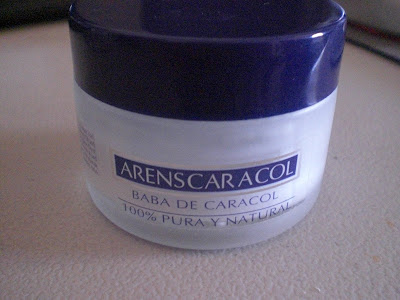 ARENSCARACOL
BABA DE CARACOL
100% PURA Y NATURAL